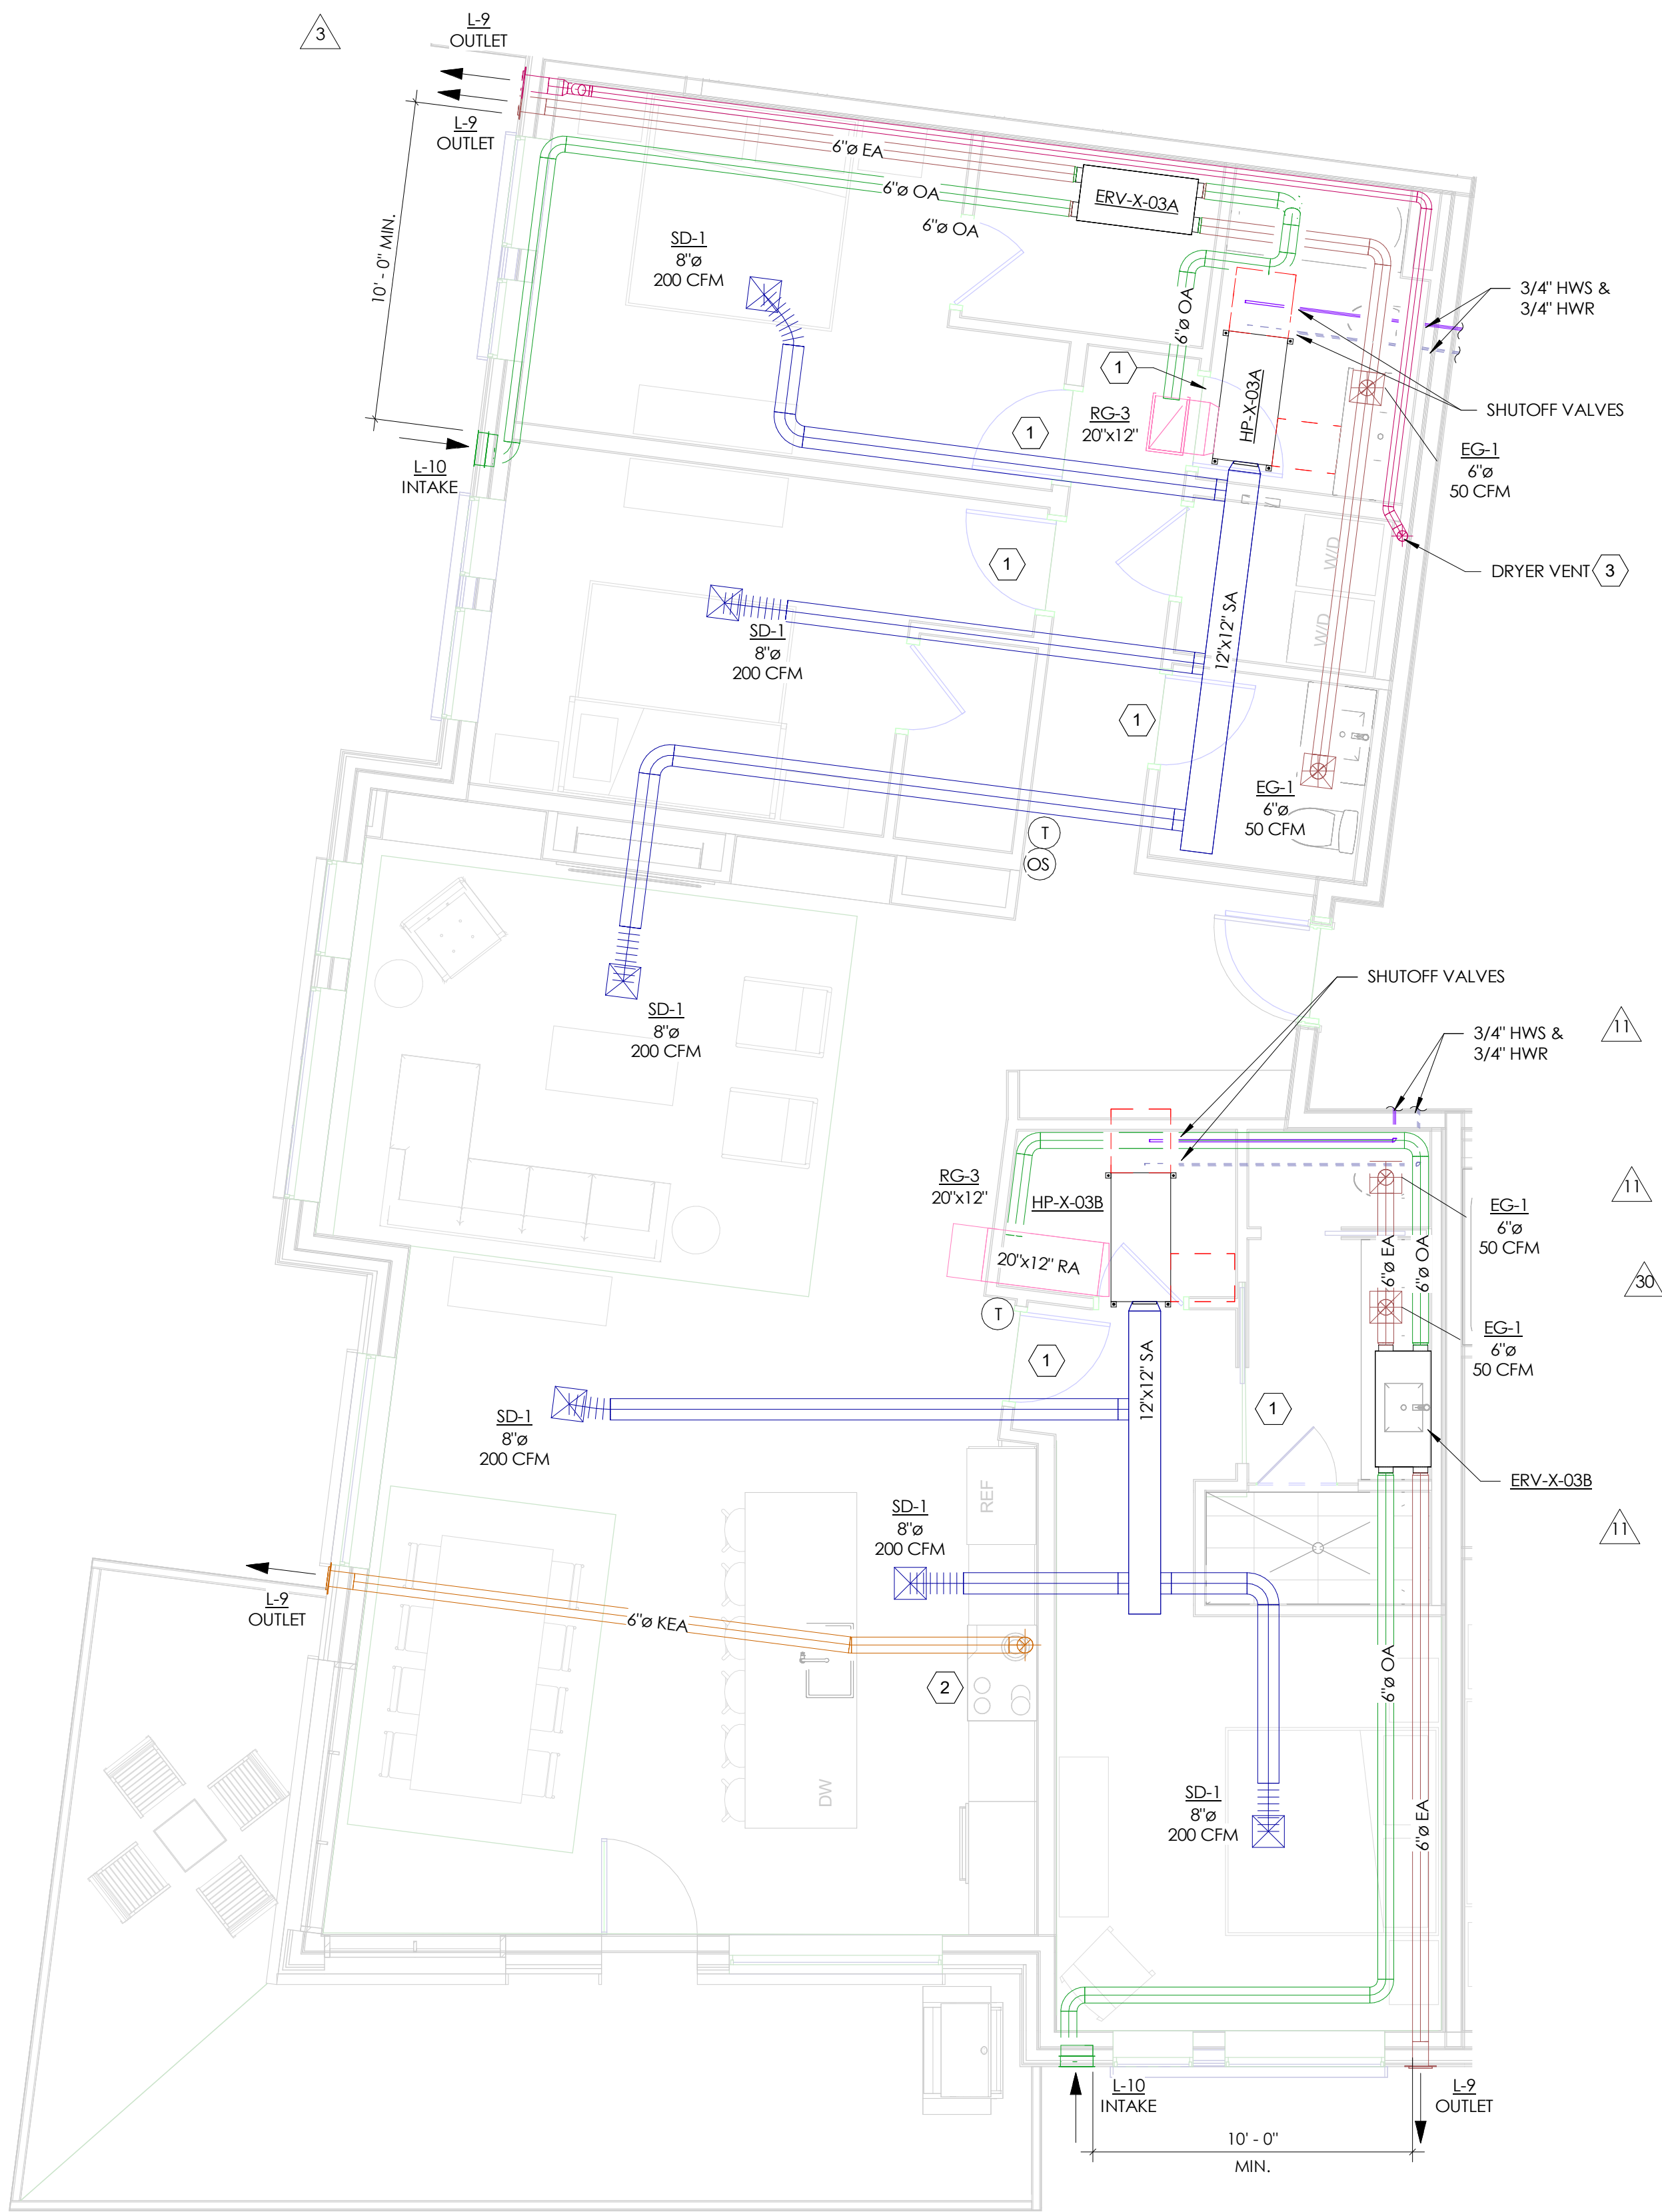 3
L-9
OUTLET
L-9
OUTLET
10' - 0" MIN.
6"ø EA
6"ø OA
6"ø OA
ERV-X-03A
SD-1
8"ø
200 CFM
6"ø OA
3/4" HWS &
3/4" HWR
1
HP-X-03A
RG-3
20"x12"
SHUTOFF VALVES
1
EG-1
6"ø
50 CFM
L-10
INTAKE
W/D
1
DRYER VENT
3
W/D
SD-1
8"ø
200 CFM
12"x12" SA
1
EG-1
6"ø
50 CFM
T
OS
SHUTOFF VALVES
SD-1
8"ø
200 CFM
3/4" HWS &
3/4" HWR
11
RG-3
20"x12"
HP-X-03B
11
EG-1
6"ø
50 CFM
6"ø EA
6"ø OA
20"x12" RA
30
T
EG-1
6"ø
50 CFM
1
12"x12" SA
1
SD-1
8"ø
200 CFM
ERV-X-03B
REF
SD-1
8"ø
200 CFM
11
L-9
OUTLET
6"ø KEA
6"ø OA
2
DW
SD-1
8"ø
200 CFM
6"ø EA
L-10
INTAKE
L-9
OUTLET
10' - 0"
MIN.